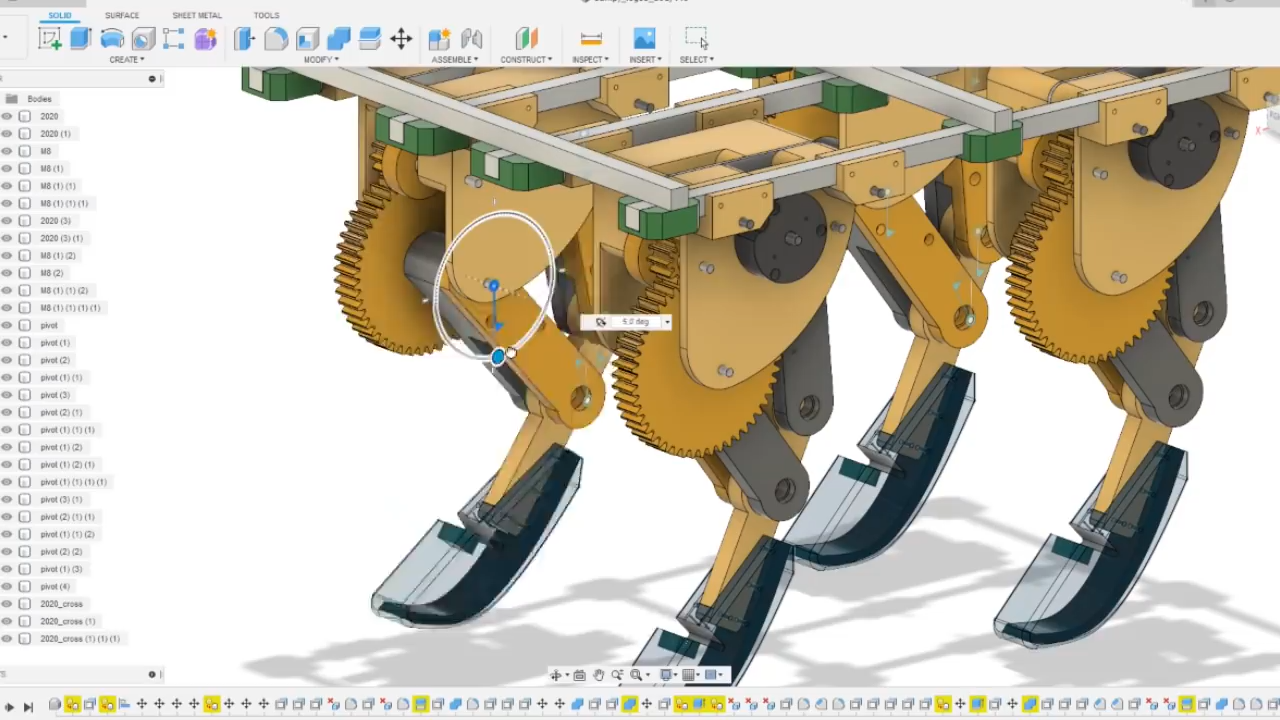 SOLID SURFACE SHEET METAL TOOLS
CREATE MODIFY ASSEMBLE CONSTRUCT INSPECT INSERT SELECT
Bodies
2020
2020 (1)
M8
M8 (1)
M8 (1) (1)
M8 (1) (1) (1)
2020 (3)
2020 (3) (1)
M8 (1) (2)
M8 (2)
M8 (1) (1) (2)
M8 (1) (1) (1) (1)
pivot
pivot (1)
pivot (2)
pivot (1) (1)
pivot (3)
pivot (2) (1)
pivot (1) (1) (1)
pivot (1) (2)
pivot (1) (2) (1)
pivot (1) (1) (1) (1)
pivot (3) (1)
pivot (2) (1) (1)
pivot (1) (1) (2)
pivot (2) (2)
pivot (1) (3)
pivot (4)
2020_cross
2020_cross (1)
2020_cross (1) (1) (1)